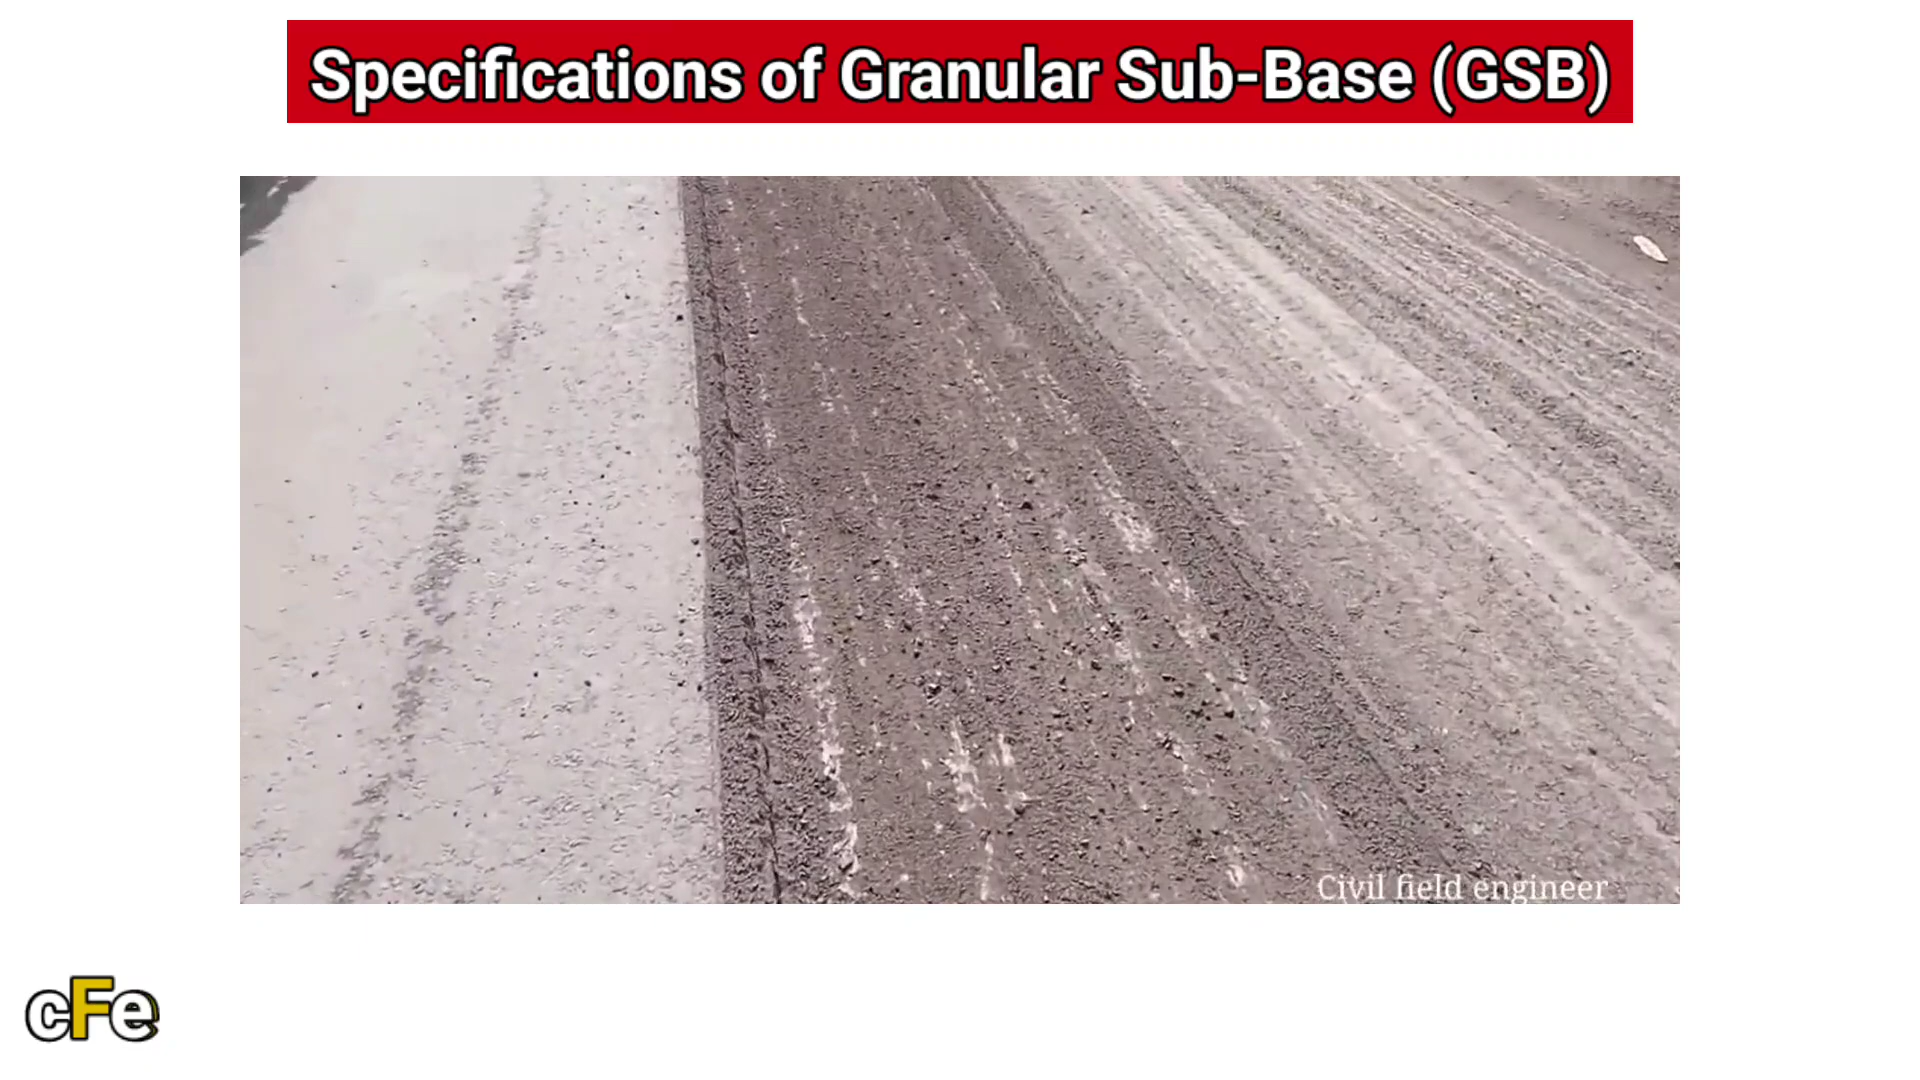 Specifications of Granular Sub-Base (GSB)
Civil field engineer
cFe